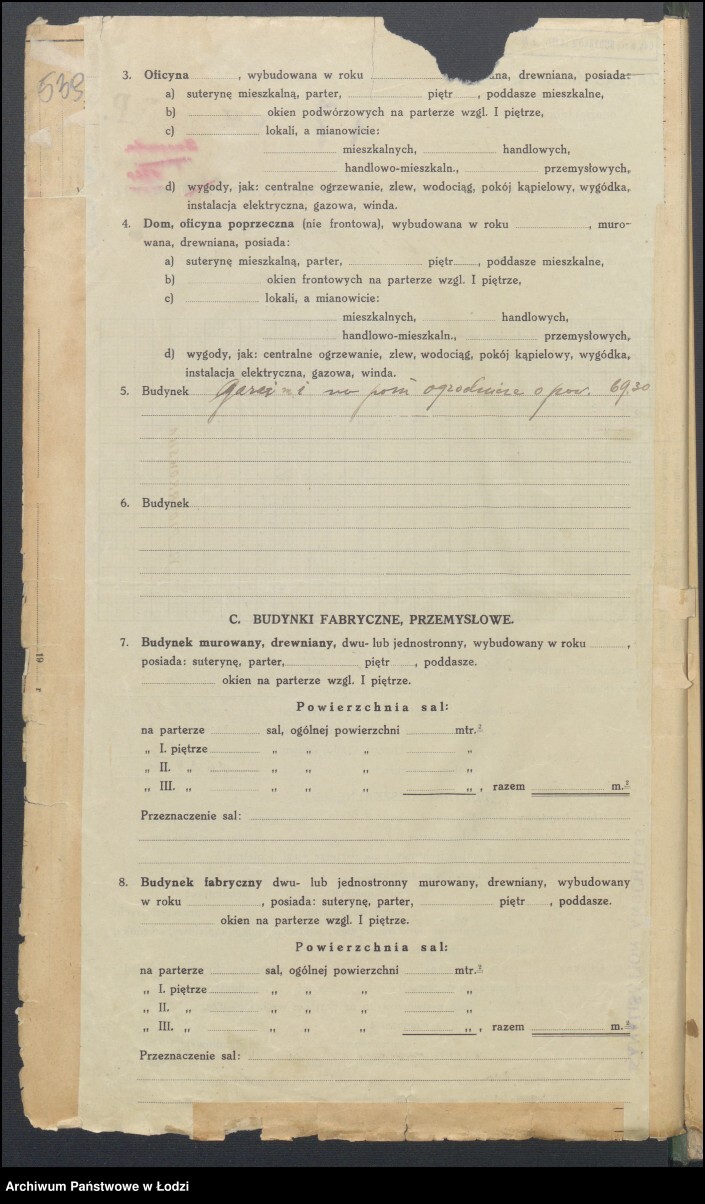 539
3. Oficyna , wybudowana w roku ana, drewniana, posiada:
a) suterynę mieszkalną, parter, piętr , poddasze mieszkalne,
b) okien podwórzowych na parterze wzgl. I piętrze,
c) lokali, a mianowicie:
mieszkalnych, handlowych,
handlowo-mieszkaln., przemysłowych,
d) wygody, jak: centralne ogrzewanie, zlew, wodociąg, pokój kąpielowy, wygódka,
instalacja elektryczna, gazowa, winda.
4. Dom, oficyna poprzeczna (nie frontowa), wybudowana w roku , muro-
wana, drewniana, posiada:
a) suterynę mieszkalną, parter, piętr , poddasze mieszkalne,
b) okien frontowych na parterze wzgl. I piętrze,
c) lokali, a mianowicie:
mieszkalnych, handlowych,
handlowo-mieszkaln., przemysłowych,
d) wygody, jak: centralne ogrzewanie, zlew, wodociąg, pokój kąpielowy, wygódka,
instalacja elektryczna, gazowa, winda.
5. Budynek o pow. 69.30
6. Budynek
C. BUDYNKI FABRYCZNE, PRZEMYSŁOWE.
7. Budynek murowany, drewniany, dwu- lub jednostronny, wybudowany w roku ,
posiada: suterynę, parter, piętr , poddasze.
okien na parterze wzgl. I piętrze.
Powierzchnia sal:
na parterze sal, ogólnej powierzchni mtr.²
„ I. piętrze „ „ „ „
„ II. „ „ „ „ „
„ III. „ „ „ „ „ , razem m.²
Przeznaczenie sal:
8. Budynek fabryczny dwu- lub jednostronny murowany, drewniany, wybudowany
w roku , posiada: suterynę, parter, piętr , poddasze.
okien na parterze wzgl. I piętrze.
Powierzchnia sal:
na parterze sal, ogólnej powierzchni mtr.²
„ I. piętrze „ „ „ „
„ II. „ „ „ „ „
„ III. „ „ „ „ „ , razem m.²
Przeznaczenie sal:
19 r
Archiwum Państwowe w Łodzi